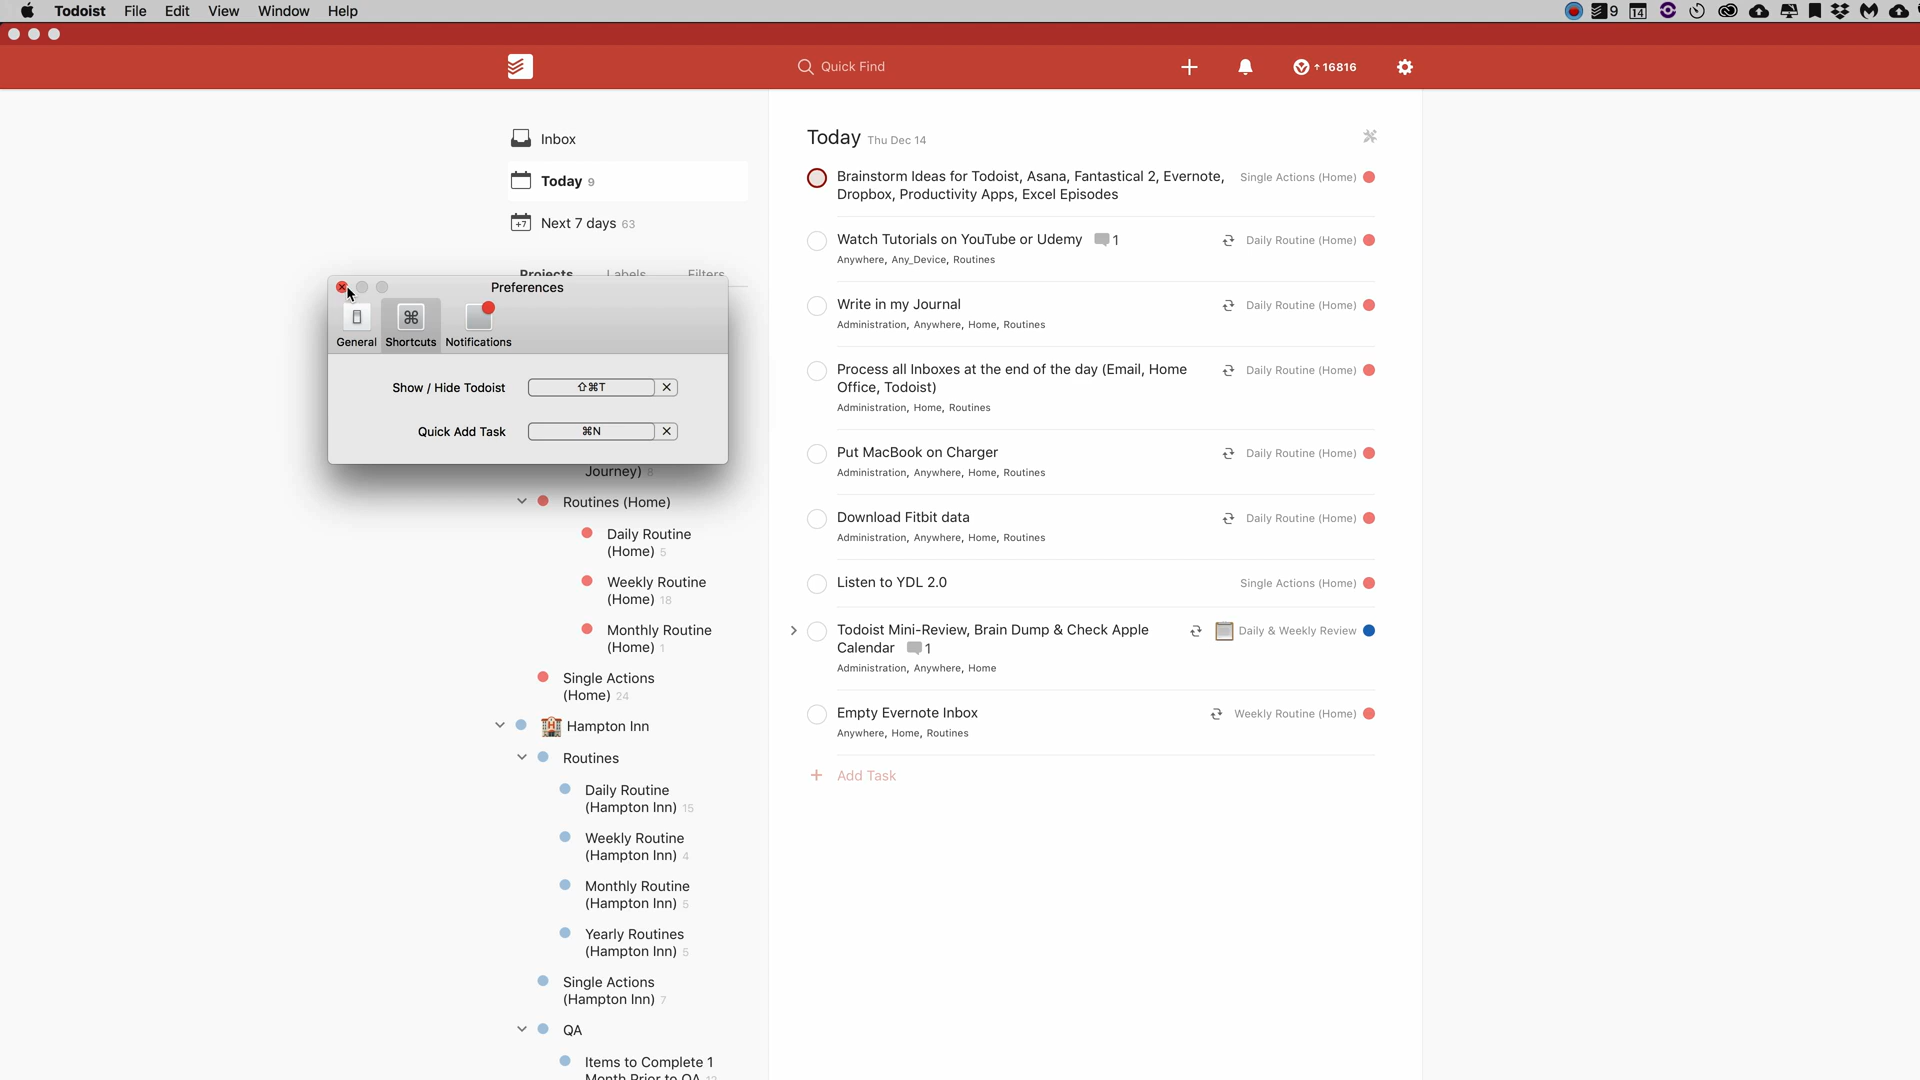 Todoist File Edit View Window Help
9 14
Quick Find
↑16816
Inbox
Today 9
Next 7 days 63
Projects Labels Filters
Preferences
General Shortcuts Notifications
Show / Hide Todoist ⇧⌘T
Quick Add Task ⌘N
Journey) 8
Routines (Home)
Daily Routine
(Home) 5
Weekly Routine
(Home) 18
Monthly Routine
(Home) 1
Single Actions
(Home) 24
Hampton Inn
Routines
Daily Routine
(Hampton Inn) 15
Weekly Routine
(Hampton Inn) 4
Monthly Routine
(Hampton Inn) 5
Yearly Routines
(Hampton Inn) 5
Single Actions
(Hampton Inn) 7
QA
Items to Complete 1
Month Prior to QA 12
Today Thu Dec 14
Brainstorm Ideas for Todoist, Asana, Fantastical 2, Evernote, Single Actions (Home)
Dropbox, Productivity Apps, Excel Episodes
Watch Tutorials on YouTube or Udemy 1 Daily Routine (Home)
Anywhere, Any_Device, Routines
Write in my Journal Daily Routine (Home)
Administration, Anywhere, Home, Routines
Process all Inboxes at the end of the day (Email, Home Daily Routine (Home)
Office, Todoist)
Administration, Home, Routines
Put MacBook on Charger Daily Routine (Home)
Administration, Anywhere, Home, Routines
Download Fitbit data Daily Routine (Home)
Administration, Anywhere, Home, Routines
Listen to YDL 2.0 Single Actions (Home)
Todoist Mini-Review, Brain Dump & Check Apple Daily & Weekly Review
Calendar 1
Administration, Anywhere, Home
Empty Evernote Inbox Weekly Routine (Home)
Anywhere, Home, Routines
+ Add Task